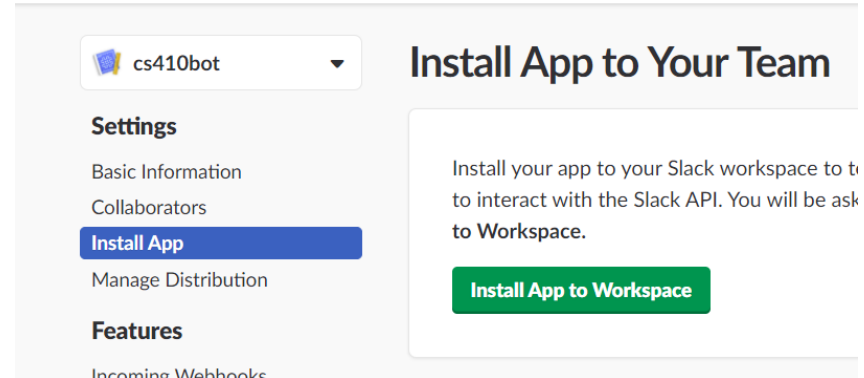 cs410bot
Install App to Your Team
Settings
Basic Information
Collaborators
Install App
Manage Distribution
Features
Incoming Webhooks
Install your app to your Slack workspace to
to interact with the Slack API. You will be
to Workspace.
Install App to Workspace